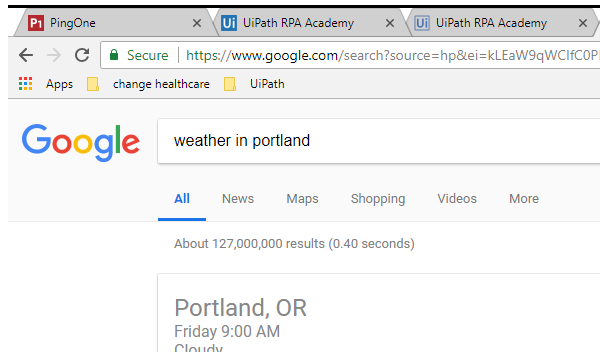 P1 PingOne Ui UiPath RPA Academy Ui UiPath RPA Academy
Secure https://www.google.com/search?source=hp&ei=kLEaW9qWClfC0P
Apps change healthcare UiPath
Google weather in portland
All News Maps Shopping Videos More
About 127,000,000 results (0.40 seconds)
Portland, OR
Friday 9:00 AM
Cloudy